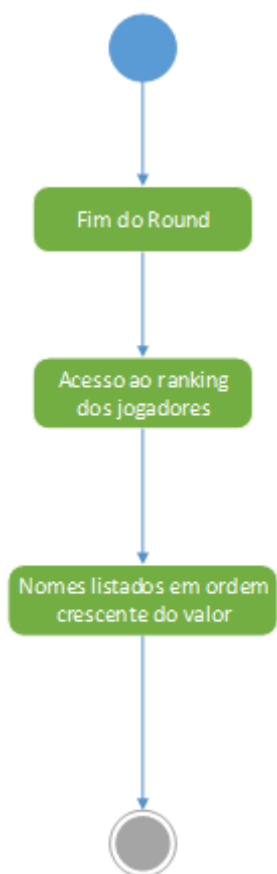 Fim do Round
Acesso ao ranking
dos jogadores
Nomes listados em ordem
crescente do valor